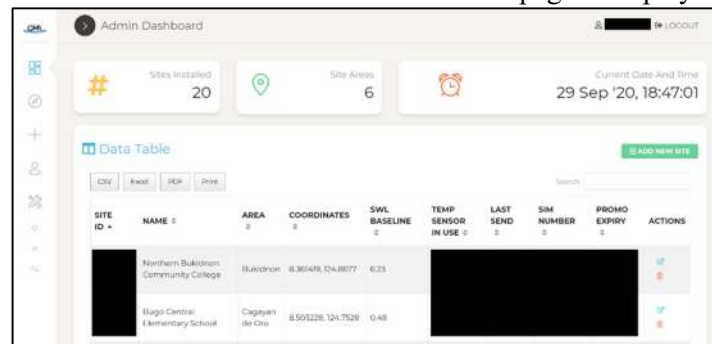 Admin Dashboard
LOGOUT
Sites Installed
20
Site Areas
6
Current Date And Time
29 Sep '20, 18:47:01
Data Table
ADD NEW SITE
CSV Excel PDF Print
Search:
SITE ID NAME AREA COORDINATES SWL BASELINE TEMP SENSOR IN USE LAST SEND SIM NUMBER PROMO EXPIRY ACTIONS
Northern Bukidnon Community College Bukidnon 8.361419, 124.8677 6.23
Bugo Central Elementary School Cagayan de Oro 8.503228, 124.7528 0.48